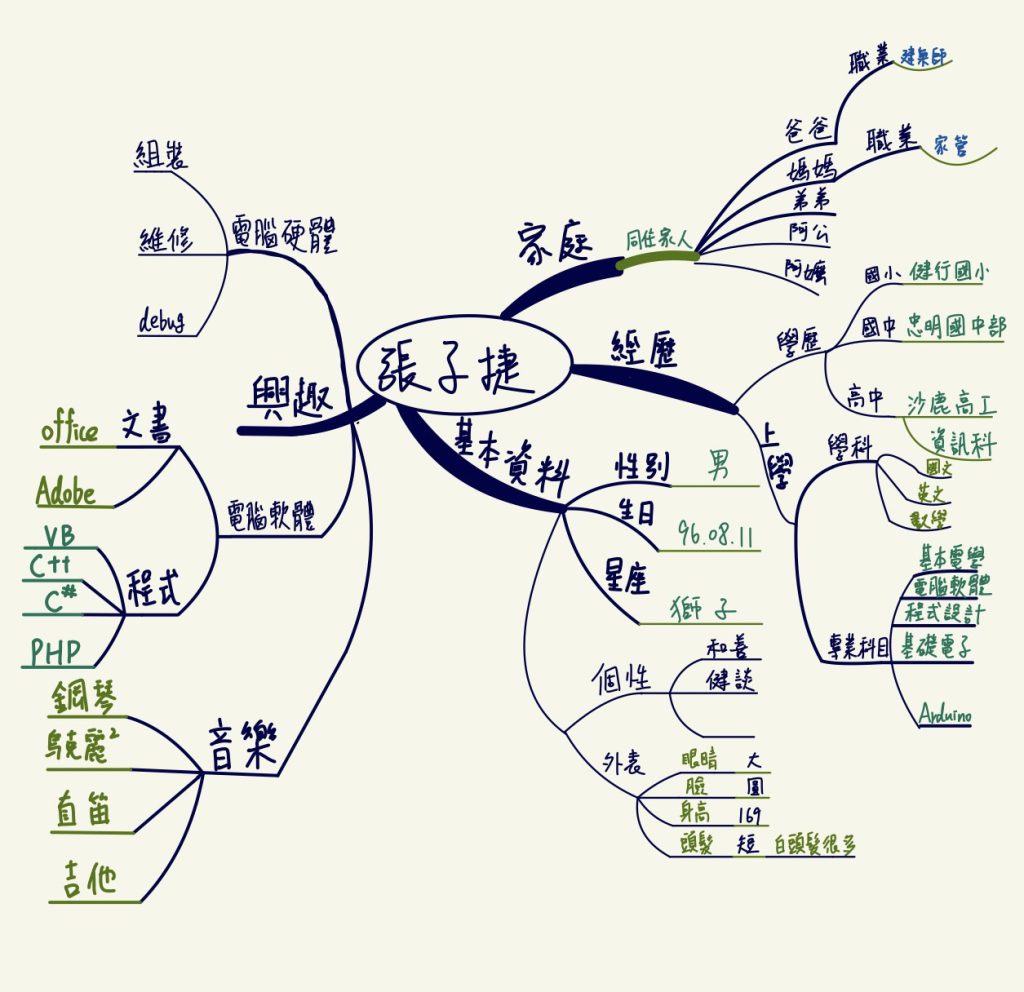 張子捷
家庭
同住家人
爸爸
職業
建築師
媽媽
職業
家管
弟弟
阿公
阿嬤
經歷
學歷
國小 健行國小
國中 忠明國中部
高中 沙鹿高工
資訊科
上學
學科
國文
英文
數學
專業科目
基本電學
電腦軟體
程式設計
基礎電子
Arduino
基本資料
性別 男
生日 96.08.11
星座 獅子
個性
和善
健談
外表
眼睛 大
臉 圓
身高 169
頭髮 短 白頭髮很多
興趣
電腦硬體
組裝
維修
debug
電腦軟體
文書
office
Adobe
程式
VB
C++
C#
PHP
音樂
鋼琴
烏克麗²
直笛
吉他